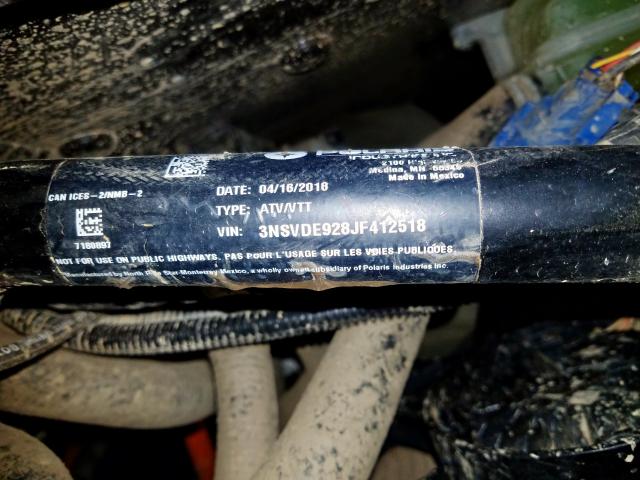 Medina, MN 55340
Made in Mexico
CAN ICES-2/NMB-2
DATE: 04/16/2018
TYPE: ATV/VTT
VIN: 3NSVDE928JF412518
7180897
NOT FOR USE ON PUBLIC HIGHWAYS. PAS POUR L'USAGE SUR LES VOIES PUBLIQUES.
Manufactured by North Star-Monterrey Mexico, a wholly owned subsidiary of Polaris Industries Inc.